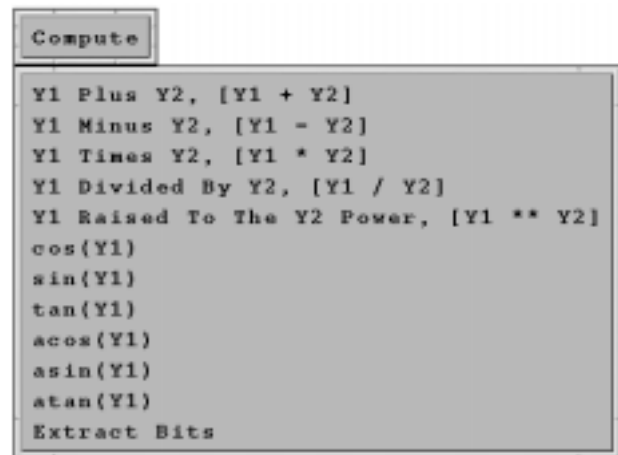 Compute
Y1 Plus Y2, [Y1 + Y2]
Y1 Minus Y2, [Y1 - Y2]
Y1 Times Y2, [Y1 * Y2]
Y1 Divided By Y2, [Y1 / Y2]
Y1 Raised To The Y2 Power, [Y1 ** Y2]
cos(Y1)
sin(Y1)
tan(Y1)
acos(Y1)
asin(Y1)
atan(Y1)
Extract Bits